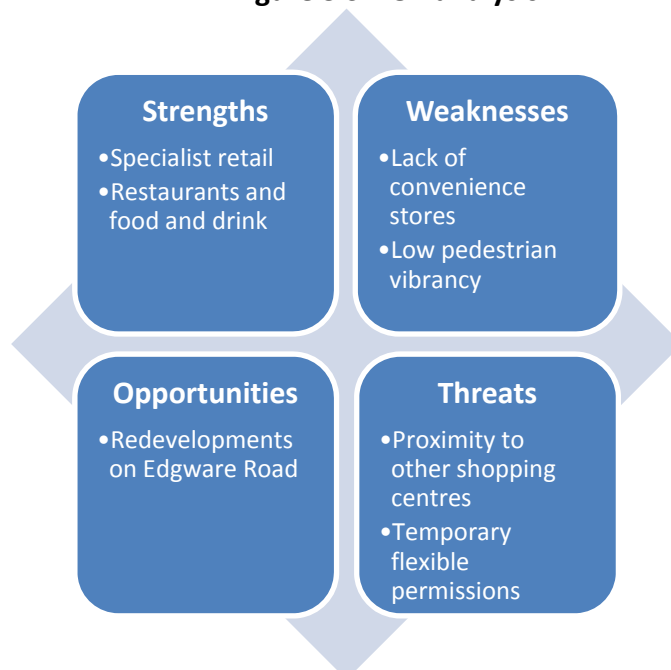 Strengths
•Specialist retail
•Restaurants and
food and drink
Weaknesses
•Lack of
convenience
stores
•Low pedestrian
vibrancy
Opportunities
•Redevelopments
on Edgware Road
Threats
•Proximity to
other shopping
centres
•Temporary
flexible
permissions